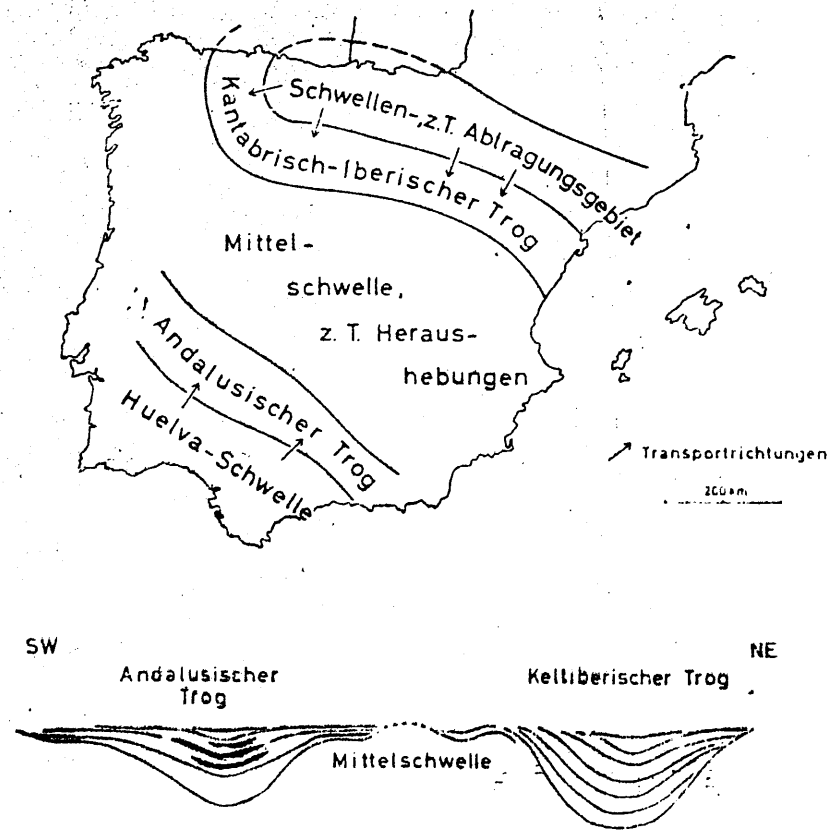 Schwellen-,z.T. Abtragungsgebiet
Kantabrisch-Iberischer Trog
Mittel-
schwelle,
z. T. Heraus-
hebungen
Andalusischer Trog
Huelva-Schwelle
Transportrichtungen
200 km
SW
NE
Andalusischer
Trog
Keltiberischer Trog
Mittelschwelle